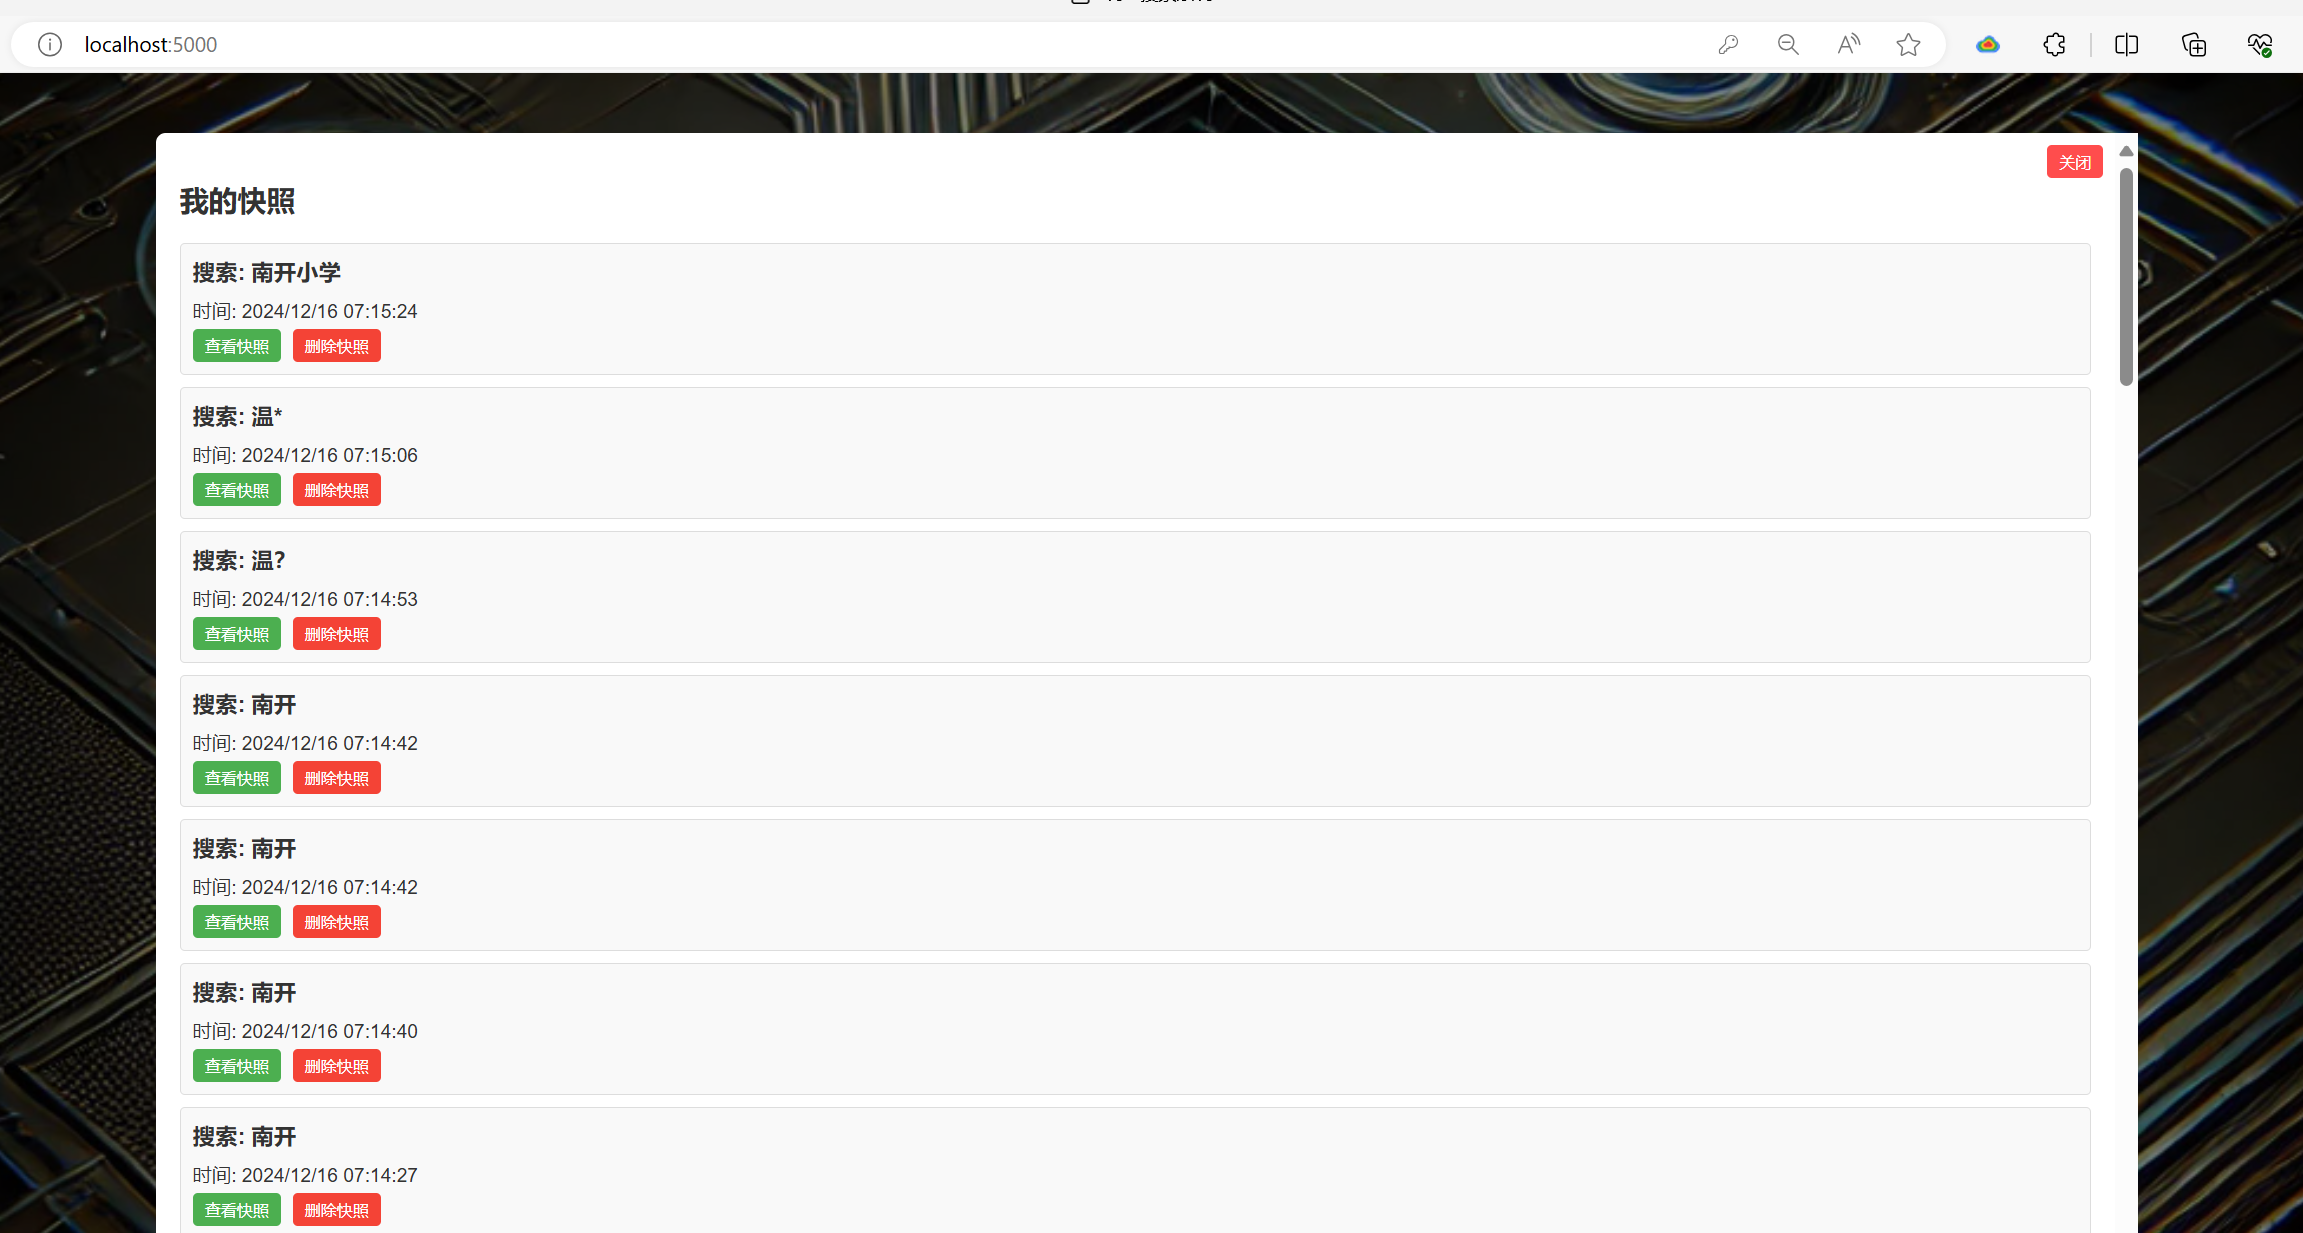 localhost:5000
关闭
我的快照
搜索: 南开小学
时间: 2024/12/16 07:15:24
查看快照 删除快照
搜索: 温*
时间: 2024/12/16 07:15:06
查看快照 删除快照
搜索: 温?
时间: 2024/12/16 07:14:53
查看快照 删除快照
搜索: 南开
时间: 2024/12/16 07:14:42
查看快照 删除快照
搜索: 南开
时间: 2024/12/16 07:14:42
查看快照 删除快照
搜索: 南开
时间: 2024/12/16 07:14:40
查看快照 删除快照
搜索: 南开
时间: 2024/12/16 07:14:27
查看快照 删除快照